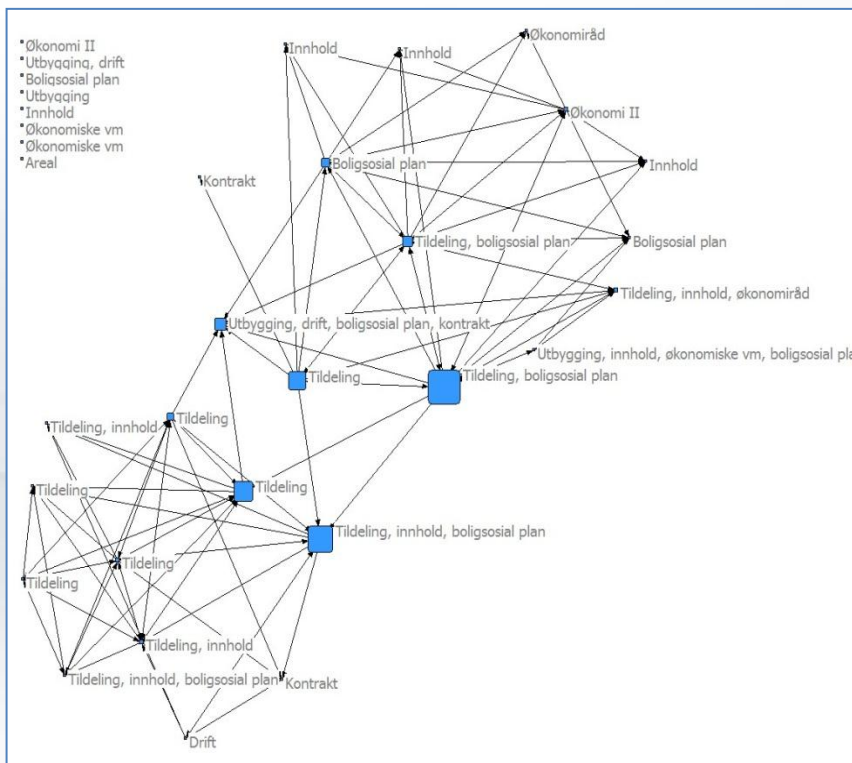 Økonomi II
Utbygging, drift
Boligsosial plan
Utbygging
Innhold
Økonomiske vm
Økonomiske vm
Areal
Økonomiråd
Innhold
Innhold
Økonomi II
Boligsosial plan
Innhold
Kontrakt
Tildeling, boligsosial plan
Boligsosial plan
Tildeling, innhold, økonomiråd
Utbygging, drift, boligsosial plan, kontrakt
Utbygging, innhold, økonomiske vm, boligsosial pla
Tildeling
Tildeling, boligsosial plan
Tildeling
Tildeling, innhold
Tildeling
Tildeling
Tildeling, innhold, boligsosial plan
Tildeling
Tildeling
Tildeling, innhold
Tildeling, innhold, boligsosial plan
Kontrakt
Drift